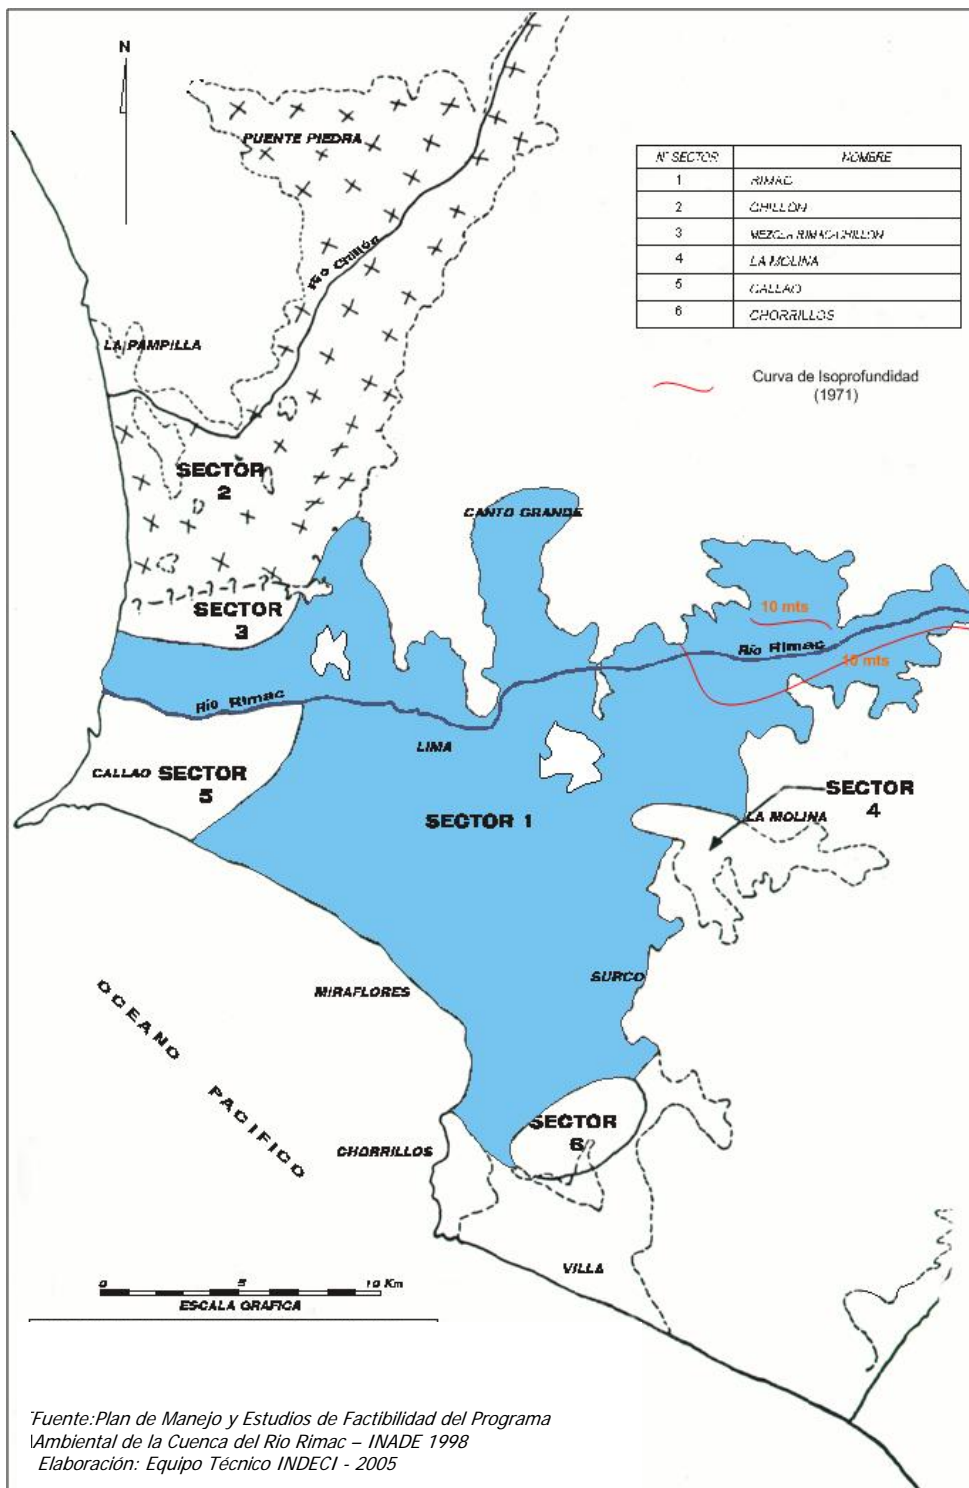 N
PUENTE PIEDRA
Nº SECTOR NOMBRE
1 RIMAC
2 CHILLON
3 MEZCLA RIMAC-CHILLON
4 LA MOLINA
5 CALLAO
6 CHORRILLOS
Río Chillón
LA PAMPILLA
Curva de Isoprofundidad
(1971)
SECTOR
2
CANTO GRANDE
?-?-?-?-?-?-?
SECTOR
3
10 mts
Río Rimac
10 mts
Río Rimac
LIMA
CALLAO
SECTOR
5
SECTOR 1
SECTOR
4
LA MOLINA
SURCO
MIRAFLORES
OCEANO PACIFICO
SECTOR
6
CHORRILLOS
VILLA
0 5 10 Km
ESCALA GRAFICA
Fuente:Plan de Manejo y Estudios de Factibilidad del Programa
Ambiental de la Cuenca del Rio Rimac – INADE 1998
Elaboración: Equipo Técnico INDECI - 2005